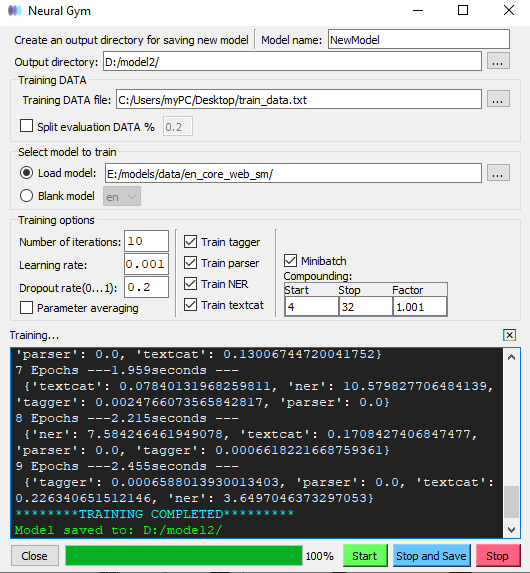 Neural Gym
Create an output directory for saving new model Model name: NewModel
Output directory: D:/model2/ ...
Training DATA
Training DATA file: C:/Users/myPC/Desktop/train_data.txt ...
Split evaluation DATA % 0.2
Select model to train
Load model: E:/models/data/en_core_web_sm/ ...
Blank model en
Training options
Number of iterations: 10 Train tagger
Learning rate: 0.001 Train parser Minibatch
Dropout rate(0...1): 0.2 Train NER Compounding:
Start Stop Factor
Parameter averaging Train textcat 4 32 1.001
Training...
'parser': 0.0, 'textcat': 0.13006744720041752}
7 Epochs ---1.959seconds ---
{'textcat': 0.07840131968259811, 'ner': 10.579827706484139,
'tagger': 0.0024766073565842817, 'parser': 0.0}
8 Epochs ---2.215seconds ---
{'ner': 7.584246461949078, 'textcat': 0.1708427406847477,
'parser': 0.0, 'tagger': 0.0006618221668759361}
9 Epochs ---2.455seconds ---
{'tagger': 0.0006588013930013403, 'parser': 0.0, 'textcat':
0.226340651512146, 'ner': 3.6497046373297053}
********TRAINING COMPLETED*********
Model saved to: D:/model2/
Close 100% Start Stop and Save Stop